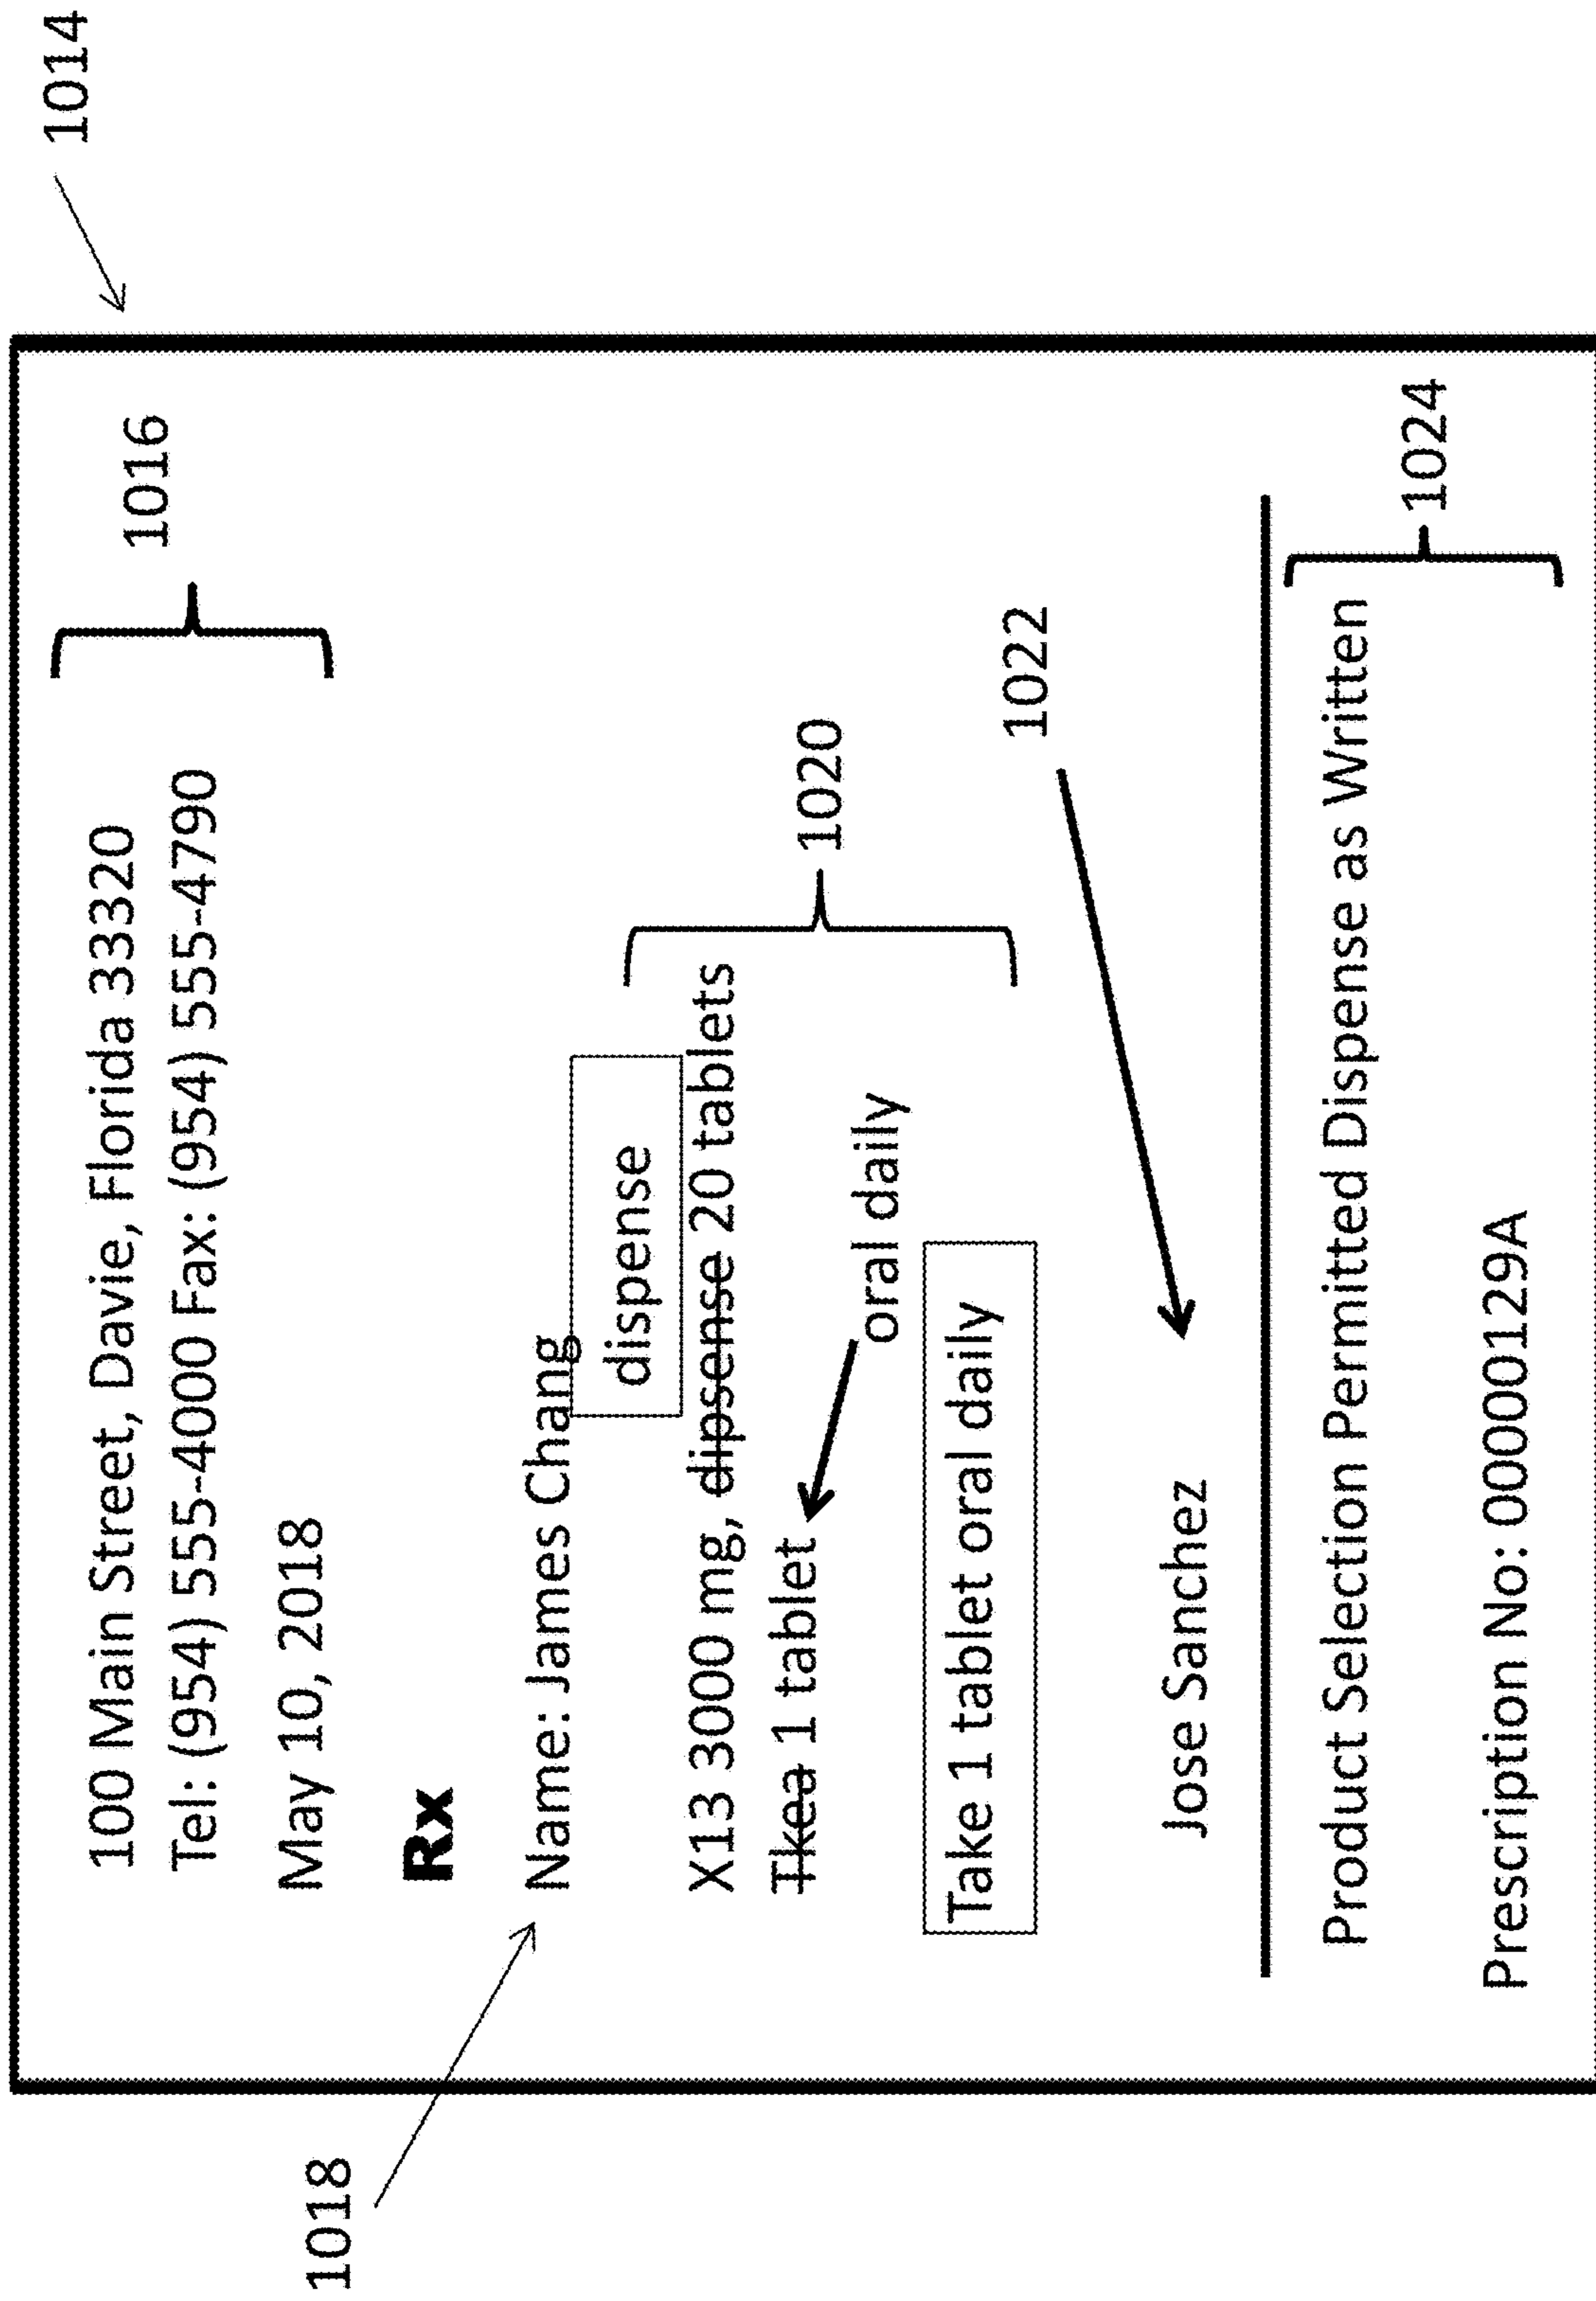 1014
100 Main Street, Davie, Florida 33320
Tel: (954) 555-4000 Fax: (954) 555-4790
1016
May 10, 2018
Rx
1018
Name: James Chang
dispense
X13 3000 mg, dipsense 20 tablets
Tkea 1 tablet
1020
oral daily
Take 1 tablet oral daily
1022
Jose Sanchez
Product Selection Permitted Dispense as Written
1024
Prescription No: 00000129A